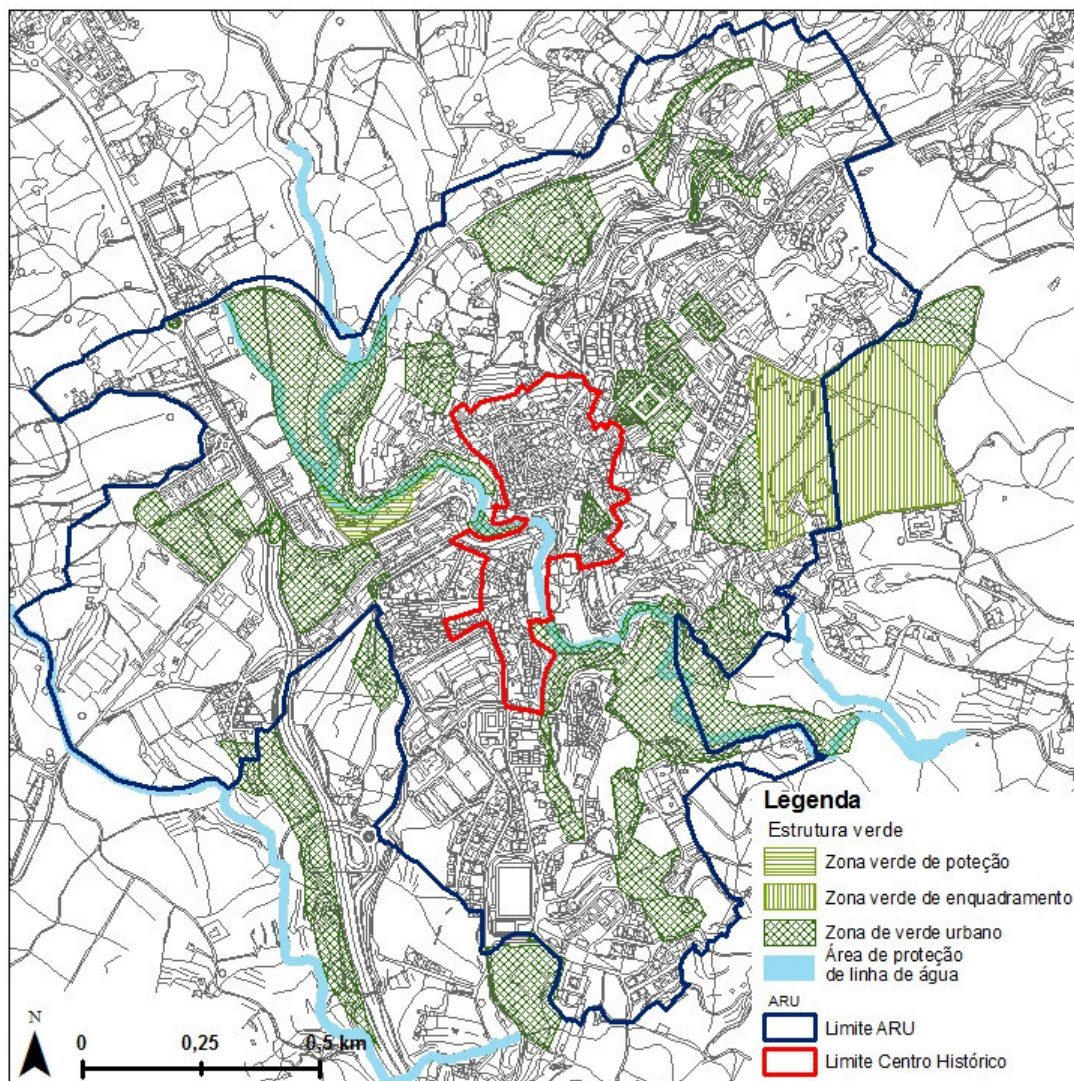 Legenda
Estrutura verde
Zona verde de poteção
Zona verde de enquadramento
Zona de verde urbano
Área de proteção
de linha de água
ARU
Limite ARU
Limite Centro Histórico
N
0 0,25 0,5 km